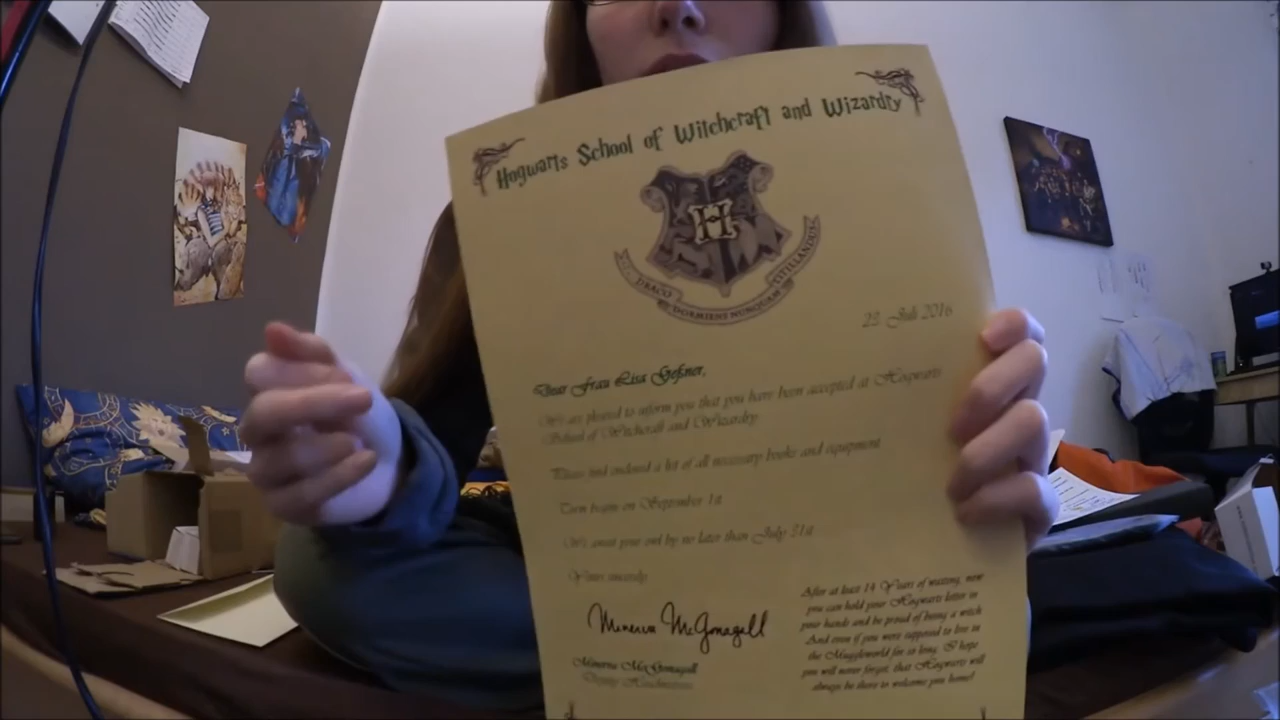 Hogwarts School of Witchcraft and Wizardry
H
DRACO DORMIENS NUNQUAM TITILLANDUS
23. Juli 2016
Dear Frau Lisa Geßner,
We are pleased to inform you that you have been accepted at Hogwarts
School of Witchcraft and Wizardry.
Please find enclosed a list of all necessary books and equipment.
Term begins on September 1st
We await your owl by no later than July 31st
Yours sincerely
Minerva McGonagall
Minerva McGonagall
Deputy Headmistress
After at least 14 Years of waiting, now
you can hold your Hogwarts letter in
your hands and be proud of being a witch
And even if you were supposed to live in
the Muggleworld for so long, I hope
you will never forget, that Hogwarts will
always be there to welcome you home!